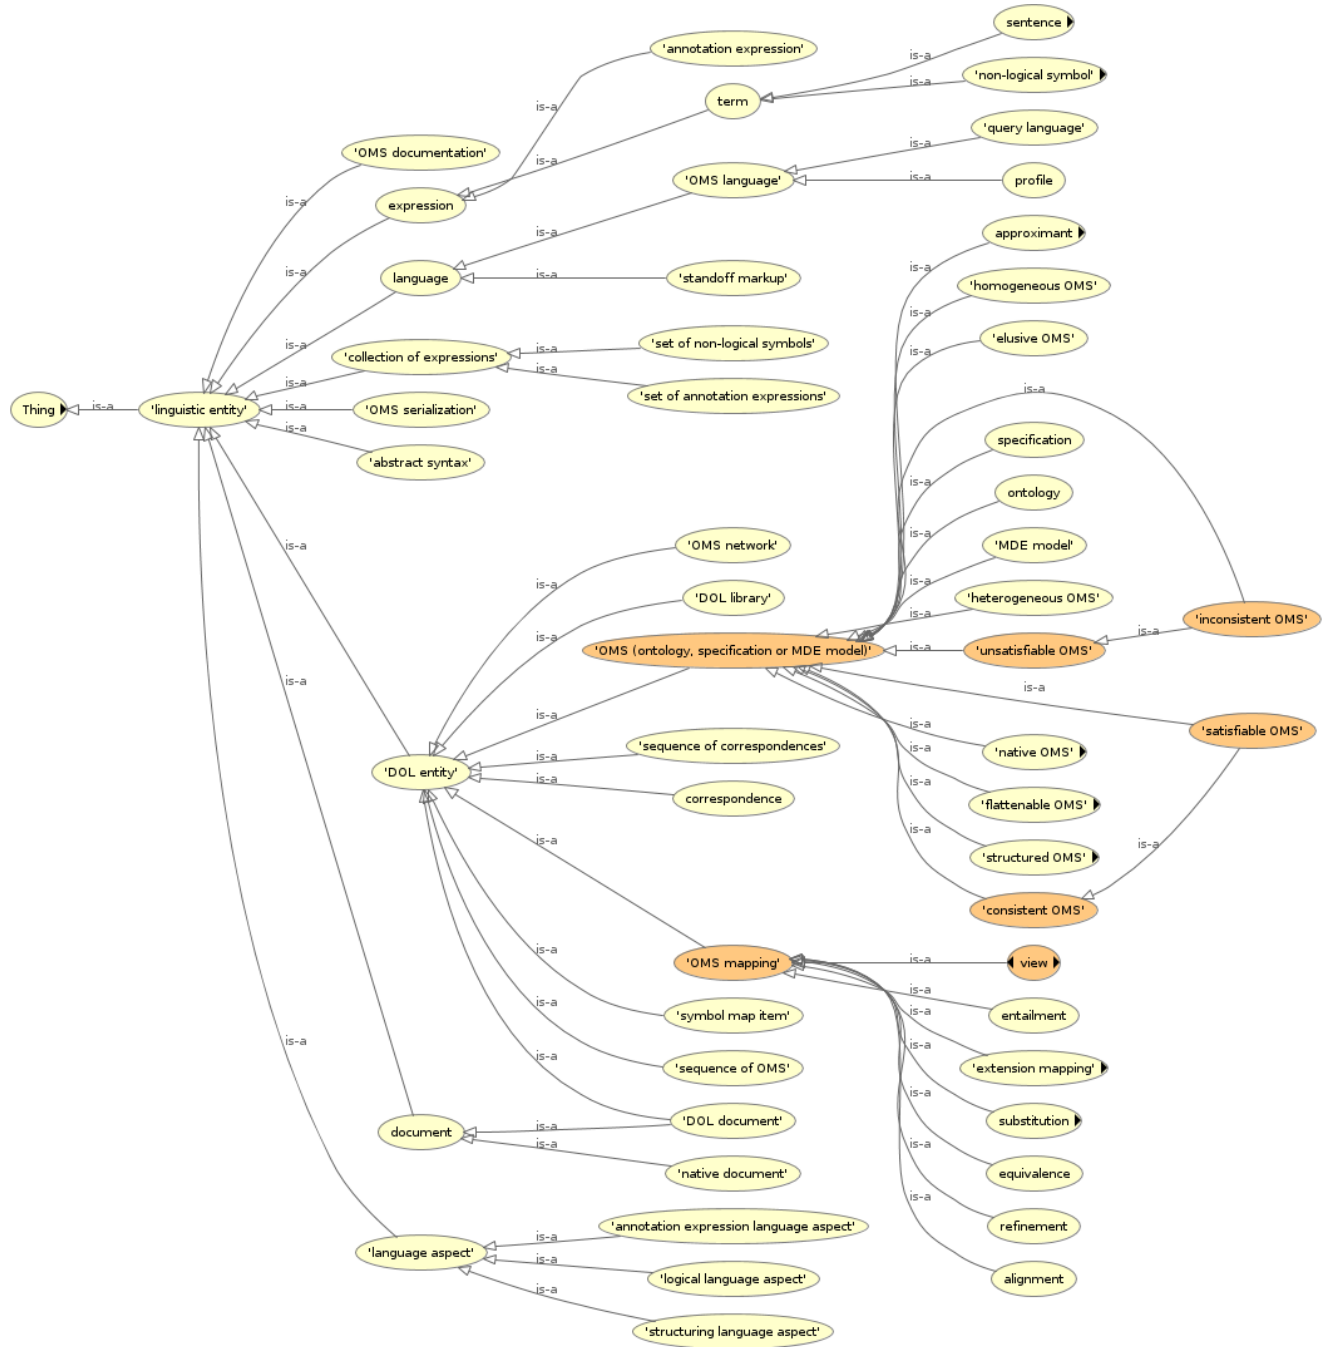 sentence
'annotation expression'
is-a
'non-logical symbol'
is-a
term
is-a
'query language'
is-a
'OMS documentation'
is-a
'OMS language'
is-a
profile
is-a
expression
is-a
approximant
is-a
language
is-a
'standoff markup'
is-a
is-a
'homogeneous OMS'
is-a
'elusive OMS'
is-a
'set of non-logical symbols'
is-a
is-a
'collection of expressions'
is-a
is-a
'set of annotation expressions'
is-a
Thing
is-a
'linguistic entity'
is-a
'OMS serialization'
is-a
specification
'abstract syntax'
is-a
ontology
is-a
is-a
'OMS network'
'MDE model'
is-a
is-a
'DOL library'
'heterogeneous OMS'
is-a
'inconsistent OMS'
is-a
is-a
'OMS (ontology, specification or MDE model)'
is-a
'unsatisfiable OMS'
is-a
is-a
is-a
is-a
'satisfiable OMS'
'sequence of correspondences'
is-a
'native OMS'
is-a
'DOL entity'
is-a
correspondence
'flattenable OMS'
is-a
is-a
is-a
'structured OMS'
'consistent OMS'
is-a
'OMS mapping'
is-a
view
is-a
'symbol map item'
is-a
entailment
is-a
is-a
'sequence of OMS'
'extension mapping'
is-a
'DOL document'
is-a
substitution
document
is-a
'native document'
equivalence
is-a
'annotation expression language aspect'
refinement
'language aspect'
is-a
'logical language aspect'
alignment
is-a
'structuring language aspect'